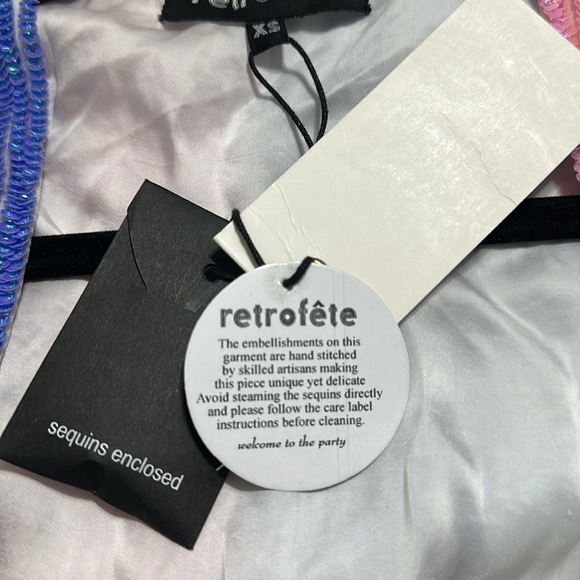 XS
retrofête
The embellishments on this
garment are hand stitched
by skilled artisans making
this piece unique yet delicate
Avoid steaming the sequins directly
and please follow the care label
instructions before cleaning.
welcome to the party
sequins enclosed